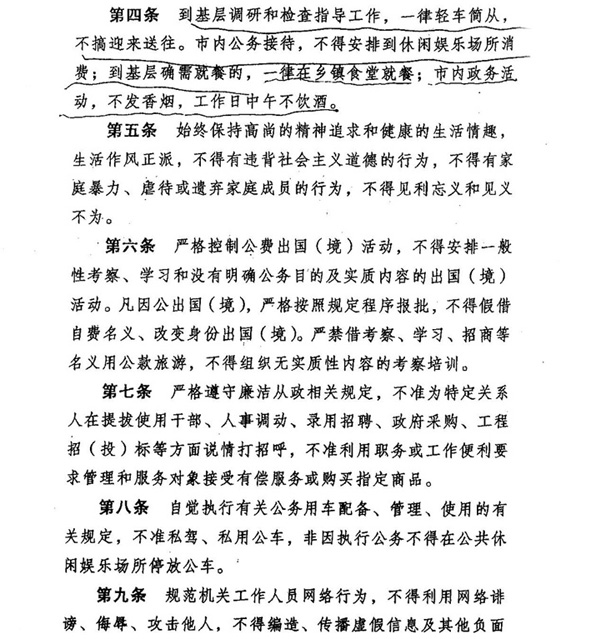 第四条 到基层调研和检查指导工作，一律轻车简从，
不搞迎来送往。市内公务接待，不得安排到休闲娱乐场所消
费；到基层确需就餐的，一律在乡镇食堂就餐；市内政务活
动，不发香烟，工作日中午不饮酒。
第五条 始终保持高尚的精神追求和健康的生活情趣，
生活作风正派，不得有违背社会主义道德的行为，不得有家
庭暴力、虐待或遗弃家庭成员的行为，不得见利忘义和见义
不为。
第六条 严格控制公费出国（境）活动，不得安排一般
性考察、学习和没有明确公务目的及实质内容的出国（境）
活动。凡因公出国（境），严格按照规定程序报批，不得假借
自费名义、改变身份出国（境）。严禁借考察、学习、招商等
名义用公款旅游，不得组织无实质性内容的考察培训。
第七条 严格遵守廉洁从政相关规定，不准为特定关系
人在提拔使用干部、人事调动、录用招聘、政府采购、工程
招（投）标等方面说情打招呼，不准利用职务或工作便利要
求管理和服务对象接受有偿服务或购买指定商品。
第八条 自觉执行有关公务用车配备、管理、使用的有
关规定，不准私驾、私用公车，非因执行公务不得在公共休
闲娱乐场所停放公车。
第九条 规范机关工作人员网络行为，不得利用网络诽
谤、侮辱、攻击他人，不得编造、传播虚假信息及其他负面